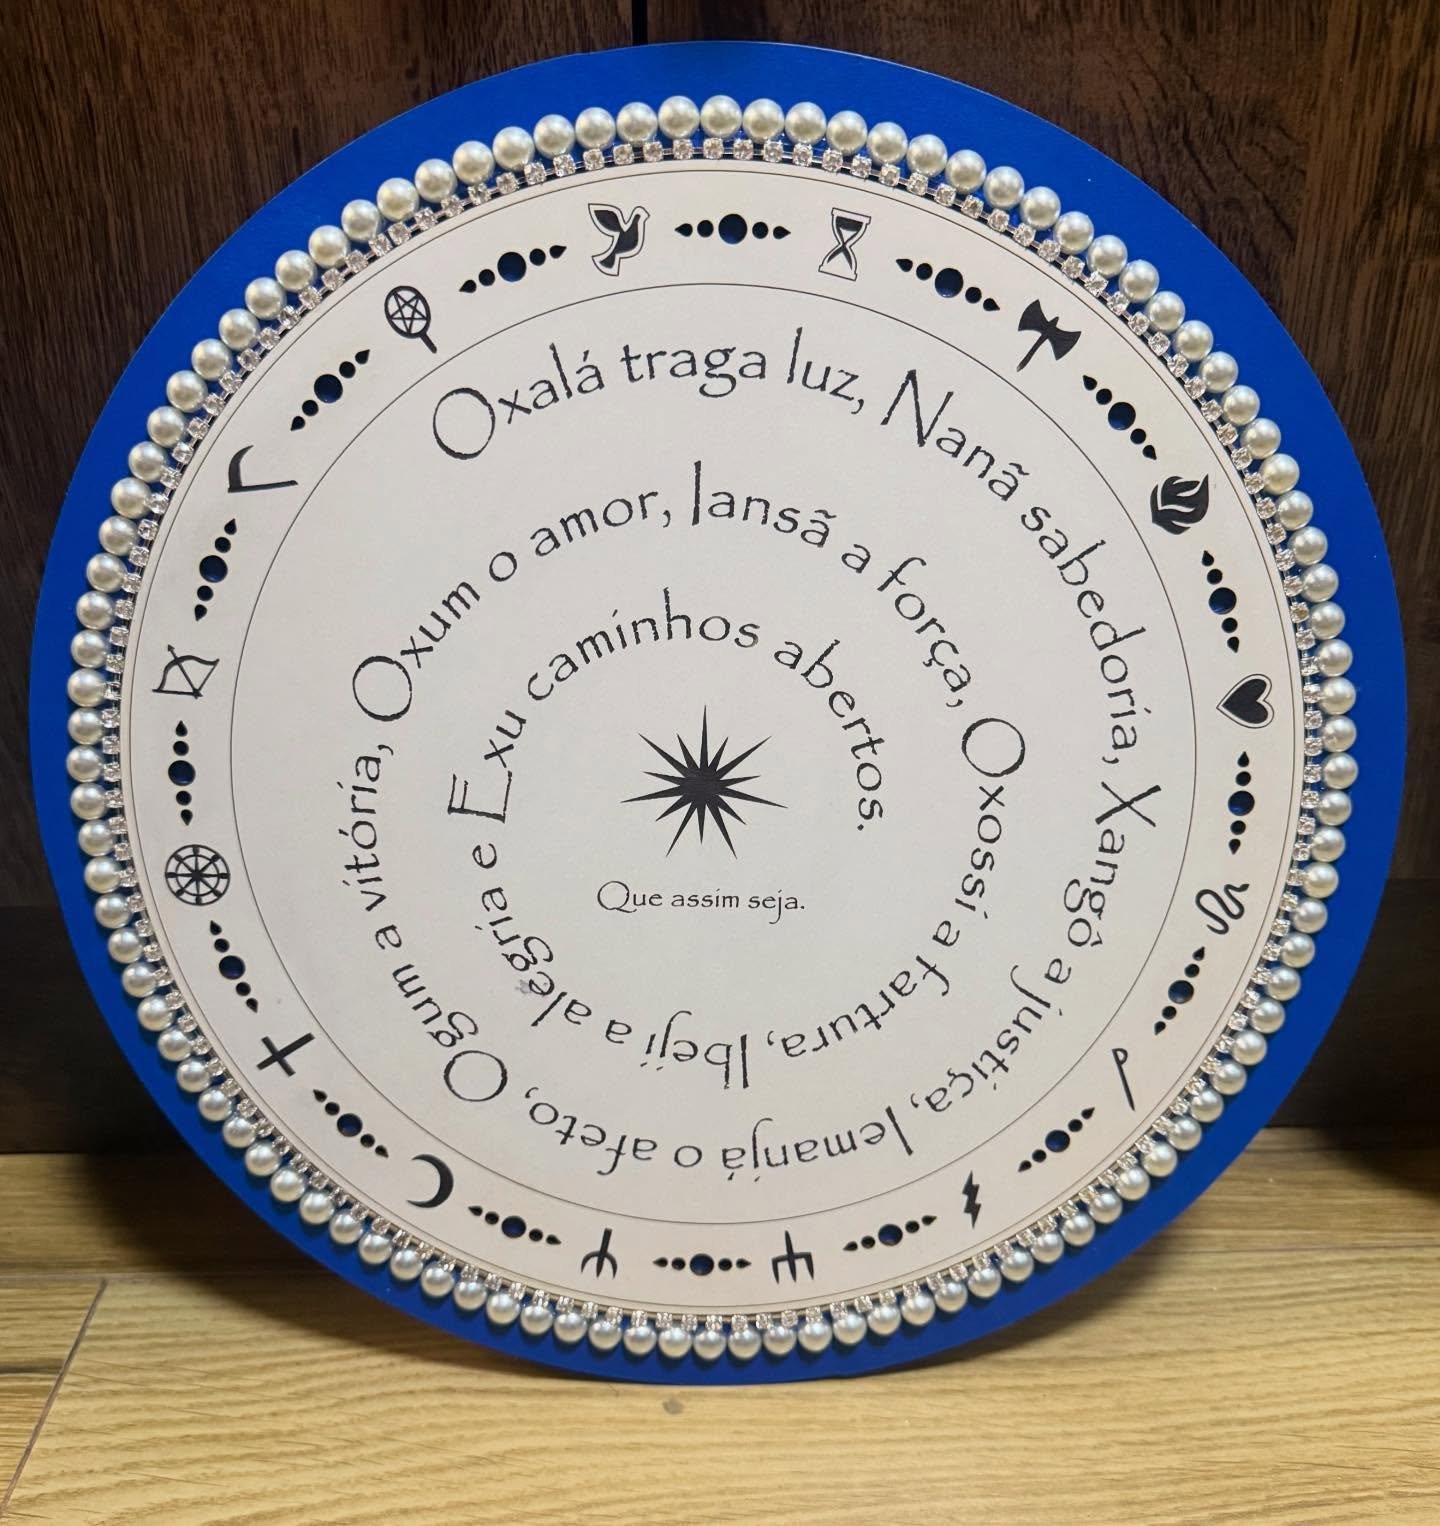 Oxalá traga luz, Nanã sabedoria, Xangô a justiça, Iemanjá o afeto, Ogum a vitória, Oxum o amor, Iansã a força, Oxossi a fartura, Ibeji a alegria e Exu caminhos abertos.
Que assim seja.